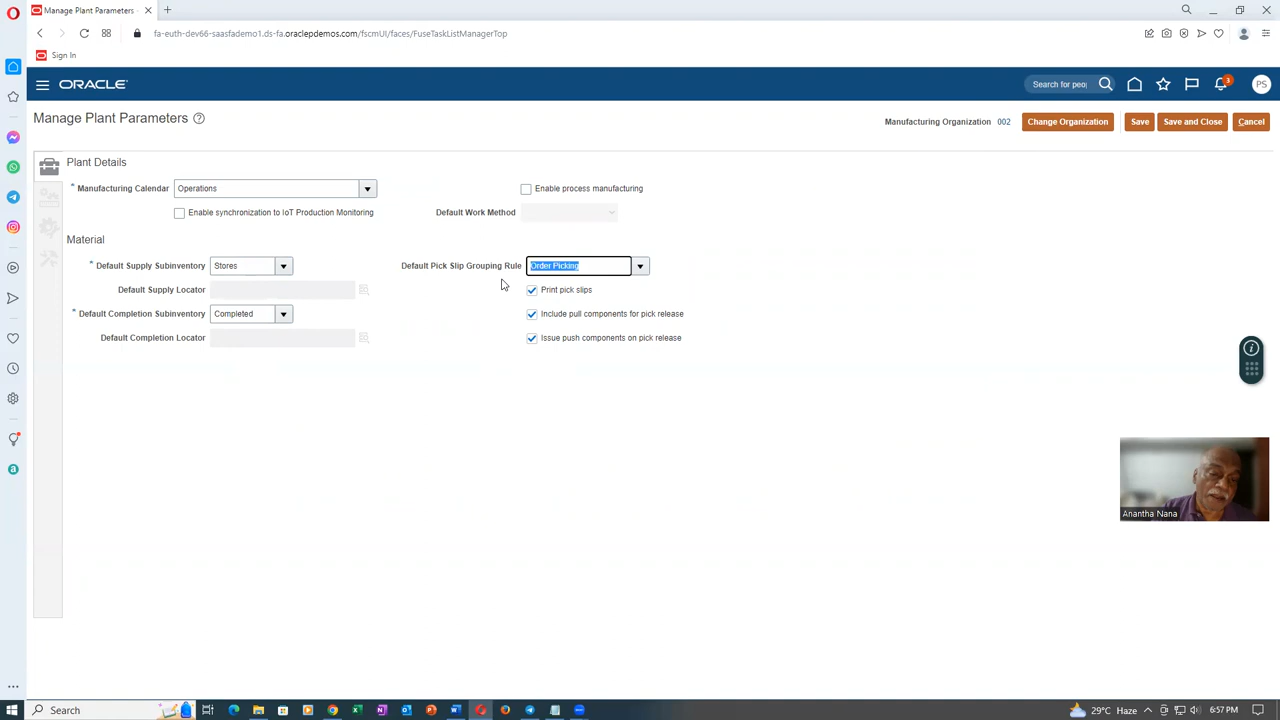 Manage Plant Parameters - 
fa-euth-dev66-saasfademo1.ds-fa.oraclepdemos.com/fscmUI/faces/FuseTaskListManagerTop
Sign In
ORACLE
Search for peop
3
PS
Manage Plant Parameters ?
Manufacturing Organization 002
Change Organization
Save
Save and Close
Cancel
Plant Details
* Manufacturing Calendar Operations
Enable process manufacturing
Enable synchronization to IoT Production Monitoring
Default Work Method
Material
* Default Supply Subinventory Stores
Default Pick Slip Grouping Rule Order Picking
Default Supply Locator
Print pick slips
* Default Completion Subinventory Completed
Include pull components for pick release
Default Completion Locator
Issue push components on pick release
Anantha Nana
Search
29°C Haze
6:57 PM